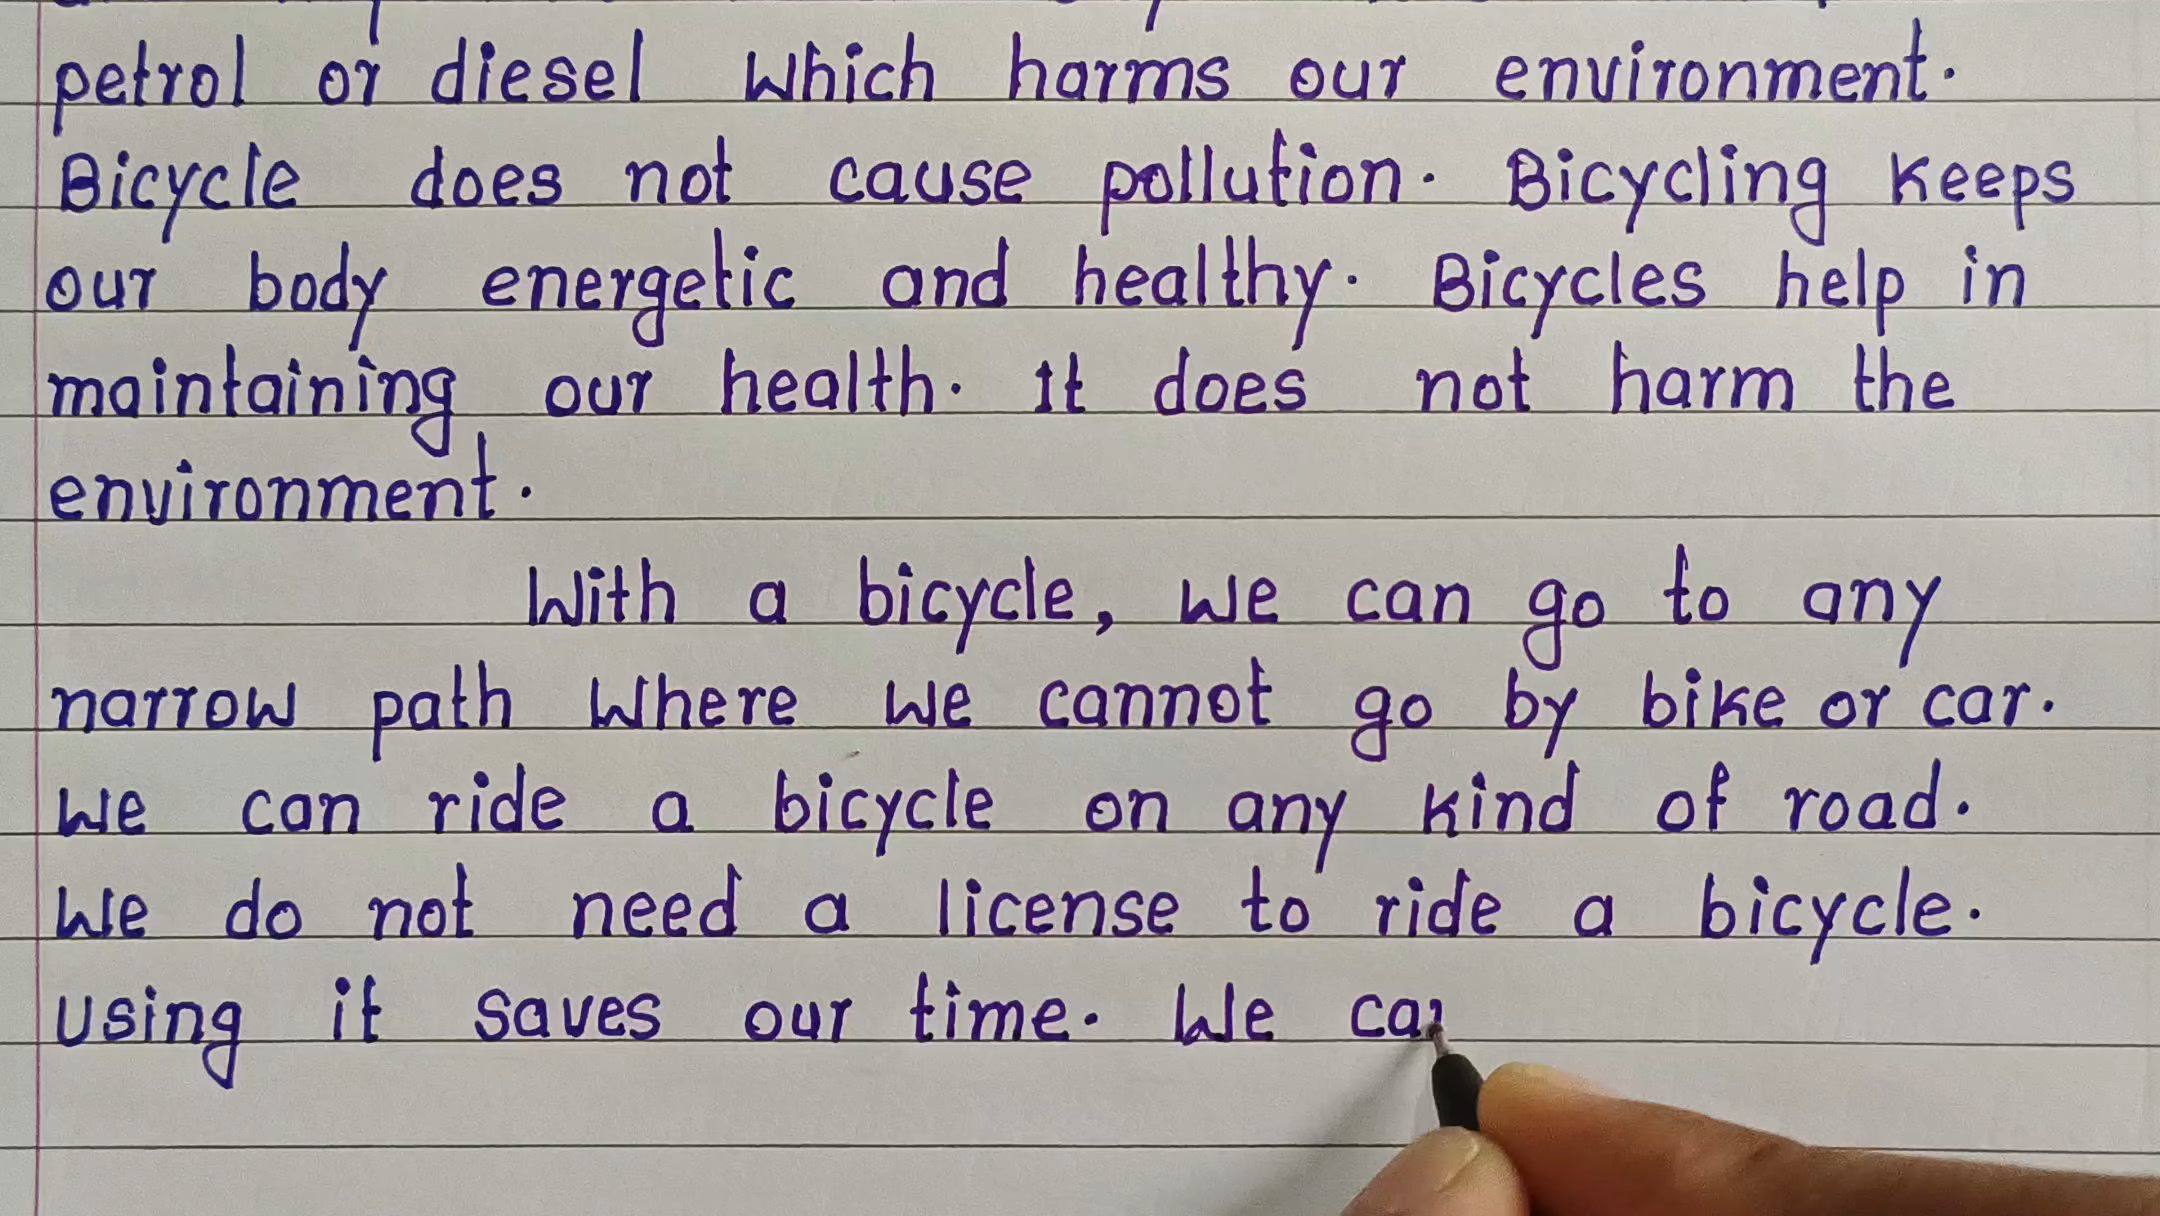 petrol or diesel which harms our environment.
Bicycle does not cause pollution. Bicycling keeps
our body energetic and healthy. Bicycles help in
maintaining our health. It does not harm the
environment.
With a bicycle, we can go to any
narrow path where we cannot go by bike or car.
We can ride a bicycle on any kind of road.
We do not need a license to ride a bicycle.
Using it saves our time. We